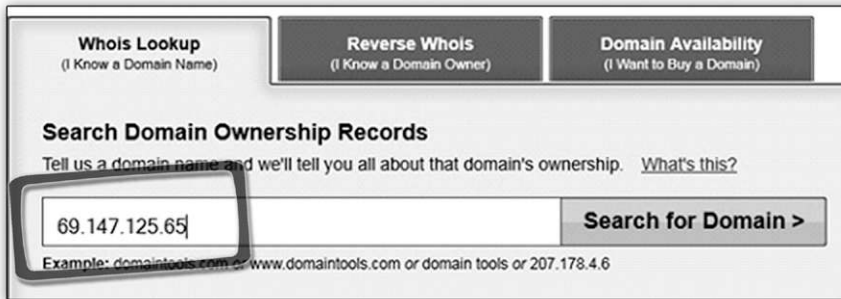 Whois Lookup
(I Know a Domain Name)
Reverse Whois
(I Know a Domain Owner)
Domain Availability
(I Want to Buy a Domain)
Search Domain Ownership Records
Tell us a domain name and we'll tell you all about that domain's ownership. What's this?
69.147.125.65
Search for Domain >
Example: domaintools.com or www.domaintools.com or domain tools or 207.178.4.6